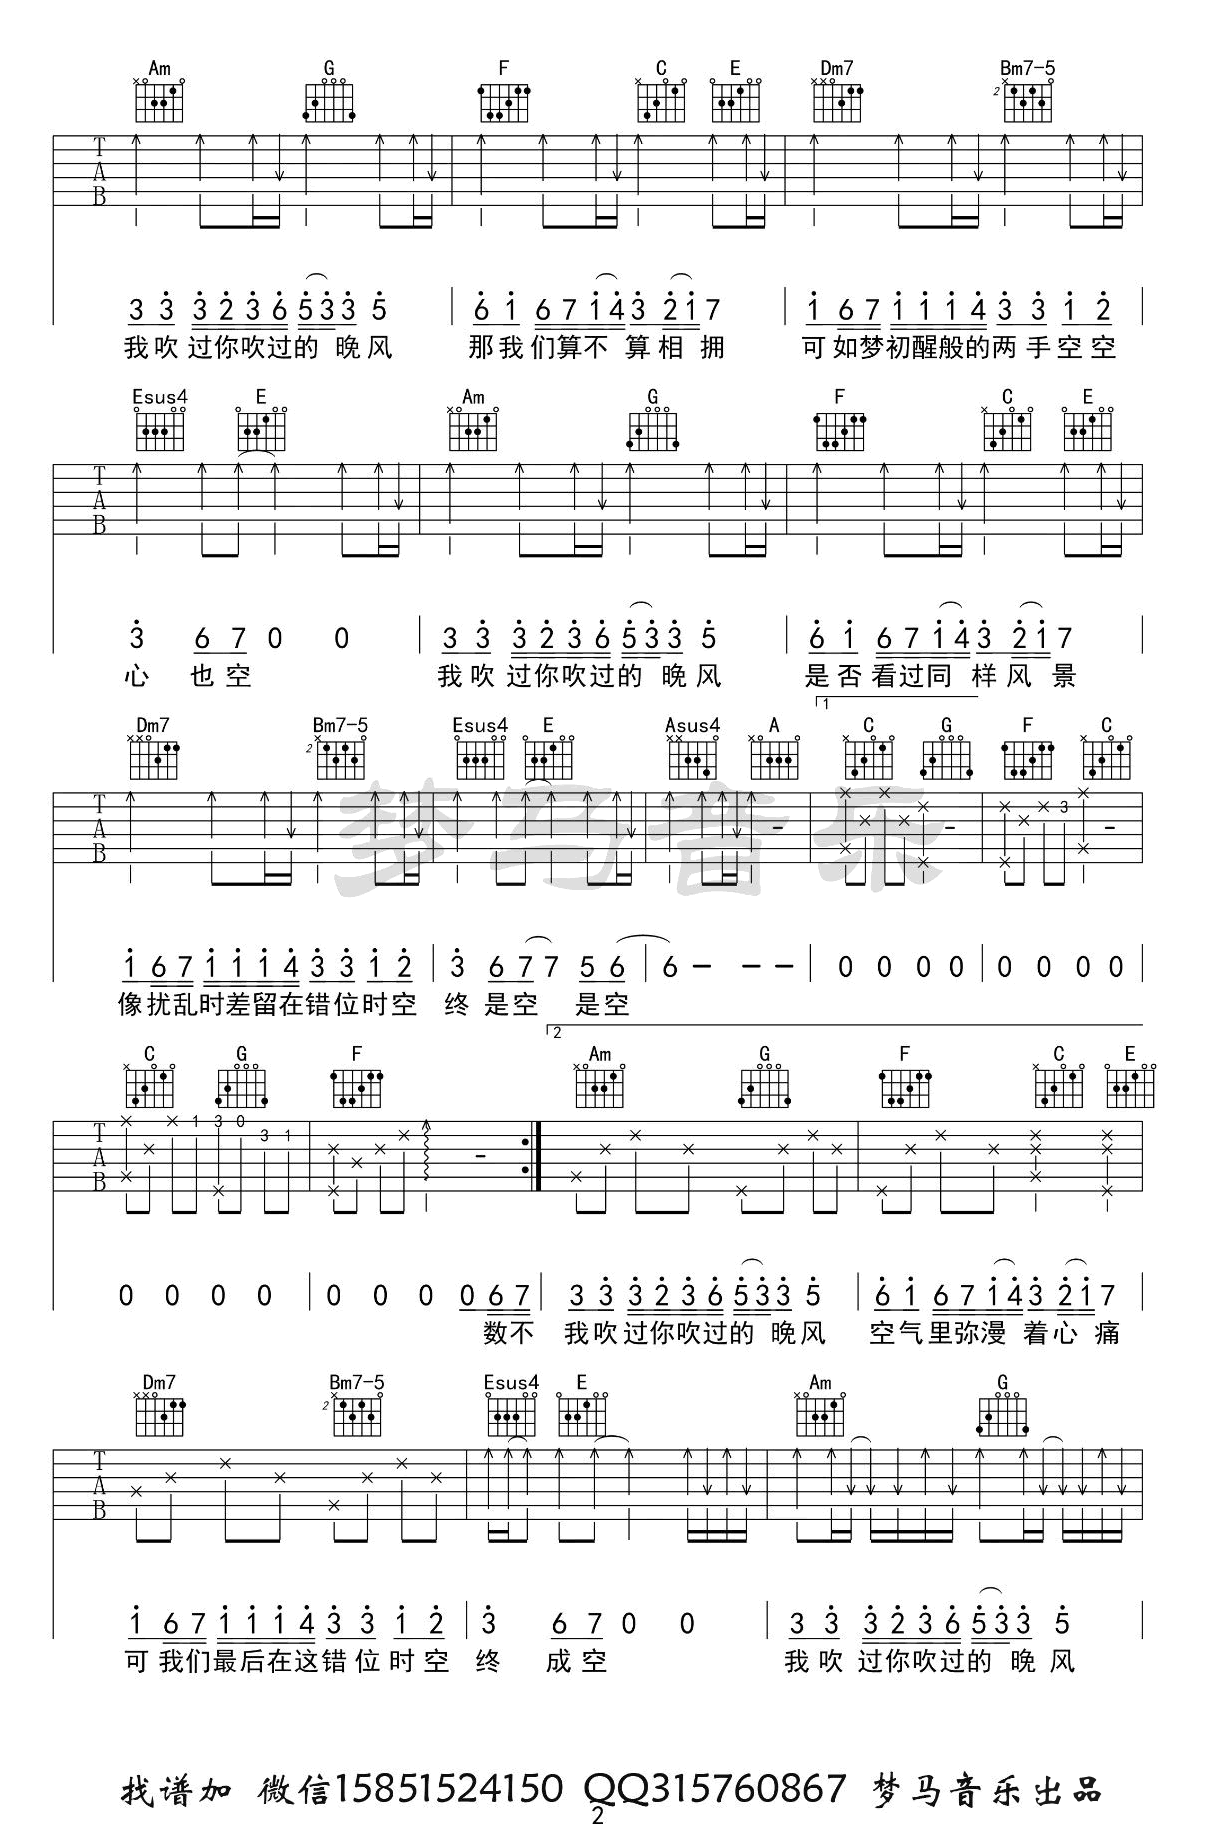 Am G F C E Dm7 Bm7-5
2
T
A
B
3 3 3 2 3 6 5 3 3 5 6 1 6 7 1 4 3 2 1 7 1 6 7 1 1 1 4 3 3 1 2
我吹 过你吹过的 晚风 那我们算不 算相 拥 可如梦初醒般的两手空空
Esus4 E Am G F C E
T
A
B
3 6 7 0 0 3 3 3 2 3 6 5 3 3 5 6 1 6 7 1 4 3 2 1 7
心 也空 我吹 过你吹过的 晚风 是否看过同 样风 景
1
Dm7 Bm7-5 Esus4 E Asus4 A C G F C
2
T
A
B
3
梦马音乐
1 6 7 1 1 1 4 3 3 1 2 3 6 7 7 5 6 6 - - - 0 0 0 0 0 0 0 0
像扰乱时差留在错位时空 终 是空 是空
2
C G F Am G F C E
T
A
B
1 3 0 3 1
0 0 0 0 0 0 0 0 6 7 3 3 3 2 3 6 5 3 3 5 6 1 6 7 1 4 3 2 1 7
数不 我吹过你吹过的 晚风 空气里弥漫 着心 痛
Dm7 Bm7-5 Esus4 E Am G
2
T
A
B
1 6 7 1 1 1 4 3 3 1 2 3 6 7 0 0 3 3 3 2 3 6 5 3 3 5
可我们最后在这错位时空 终 成空 我吹 过你吹过的 晚风
找谱加 微信15851524150 QQ315760867 梦马音乐出品
2